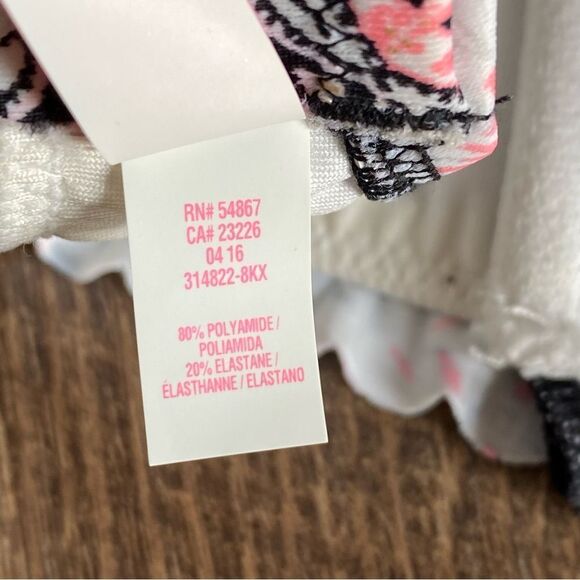 RN# 54867
CA# 23226
04 16
314822-8KX
80% POLYAMIDE /
POLIAMIDA
20% ELASTANE /
ÉLASTHANNE / ELASTANO